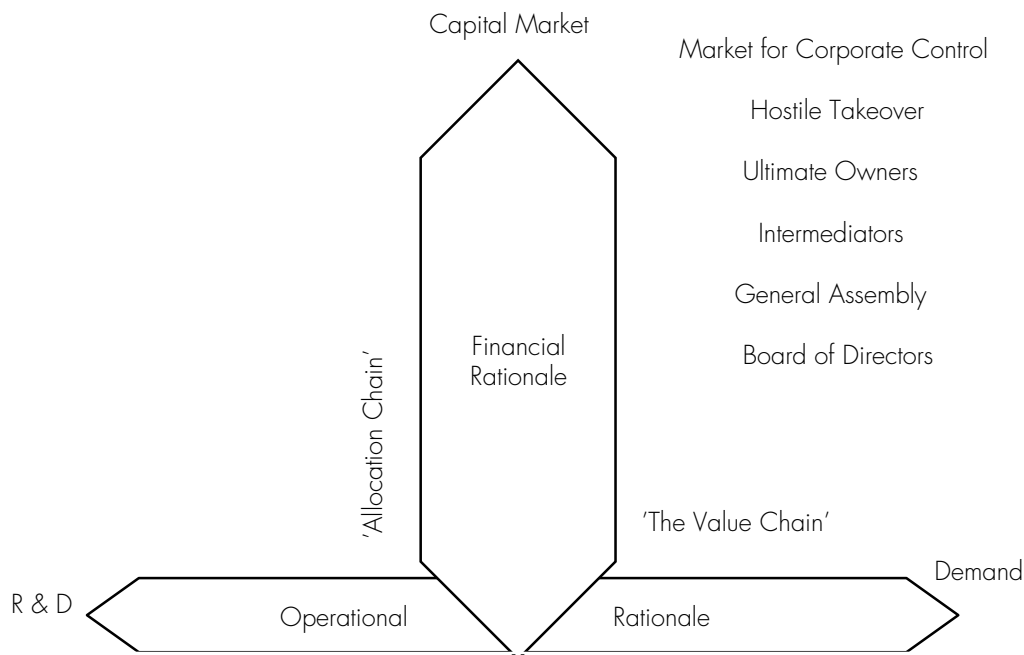 Capital Market
Market for Corporate Control
Hostile Takeover
Ultimate Owners
Intermediators
General Assembly
Board of Directors
Financial
Rationale
'Allocation Chain'
'The Value Chain'
Demand
R & D
Operational
Rationale